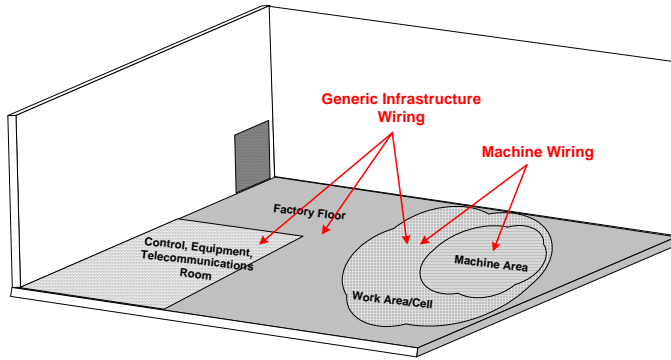 Generic Infrastructure
Wiring
Machine Wiring
Factory Floor
Control, Equipment,
Telecommunications
Room
Machine Area
Work Area/Cell